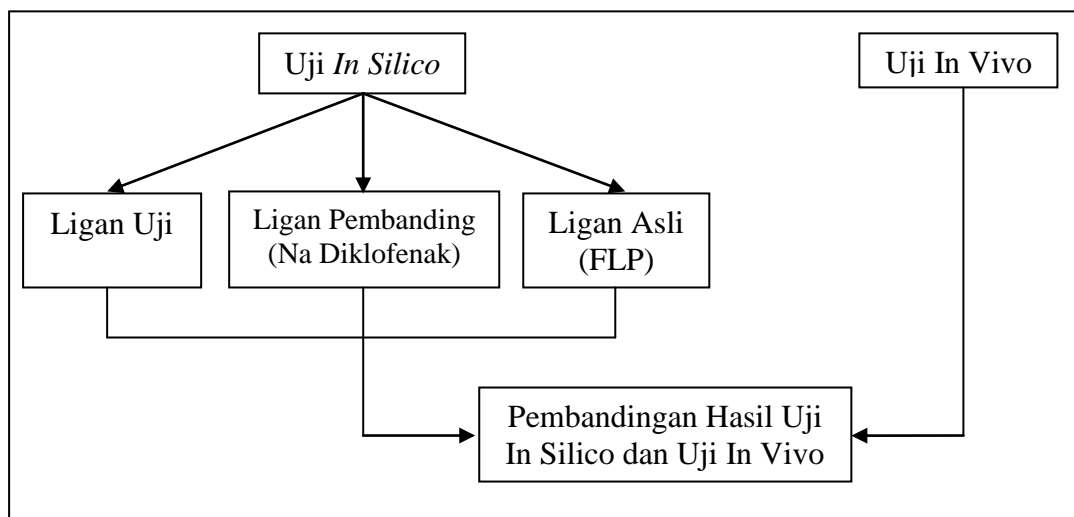 Uji In Silico
Uji In Vivo
Ligan Uji
Ligan Pembanding
(Na Diklofenak)
Ligan Asli
(FLP)
Pembandingan Hasil Uji
In Silico dan Uji In Vivo